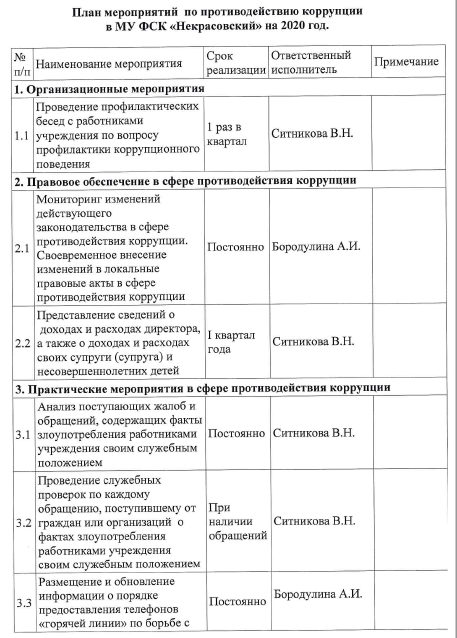 План мероприятий по противодействию коррупции
в МУ ФСК «Некрасовский» на 2020 год.
№ п/п Наименование мероприятия Срок реализации Ответственный исполнитель Примечание
1. Организационные мероприятия
1.1 Проведение профилактических
бесед с работниками
учреждения по вопросу
профилактики коррупционного
поведения
1 раз в
квартал
Ситникова В.Н.
2. Правовое обеспечение в сфере противодействия коррупции
2.1 Мониторинг изменений
действующего
законодательства в сфере
противодействия коррупции.
Своевременное внесение
изменений в локальные
правовые акты в сфере
противодействия коррупции
Постоянно
Бородулина А.И.
2.2 Представление сведений о
доходах и расходах директора,
а также о доходах и расходах
своих супруги (супруга) и
несовершеннолетних детей
I квартал
года
Ситникова В.Н.
3. Практические мероприятия в сфере противодействия коррупции
3.1 Анализ поступающих жалоб и
обращений, содержащих факты
злоупотребления работниками
учреждения своим служебным
положением
Постоянно
Ситникова В.Н.
3.2 Проведение служебных
проверок по каждому
обращению, поступившему от
граждан или организаций о
фактах злоупотребления
работниками учреждения
своим служебным положением
При
наличии
обращений
Ситникова В.Н.
3.3 Размещение и обновление
информации о порядке
предоставления телефонов
«горячей линии» по борьбе с
Постоянно
Бородулина А.И.